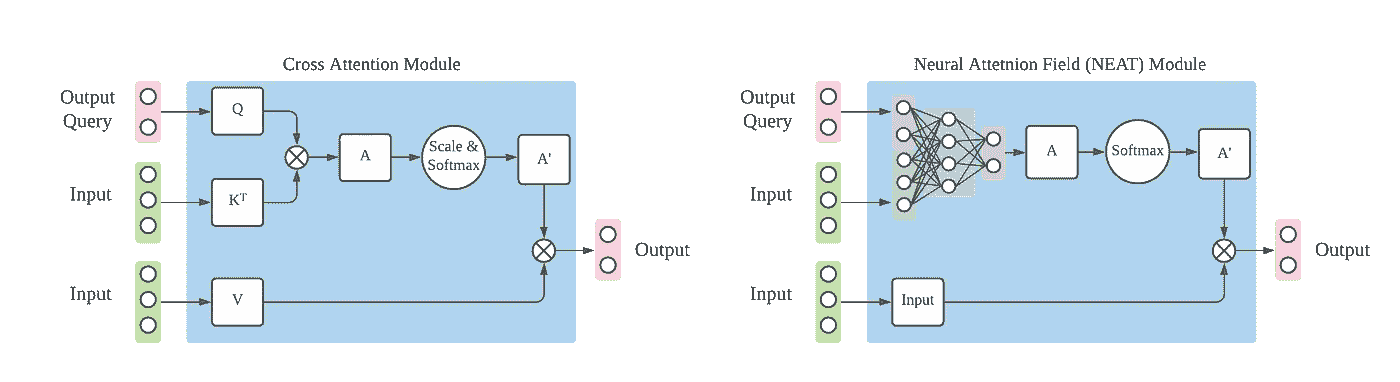 Cross Attention Module
Output
Query
Q
Input
Kᵀ
A
Scale &
Softmax
A'
Input
V
Output
Neural Attetnion Field (NEAT) Module
Output
Query
Input
A
Softmax
A'
Input
Input
Output